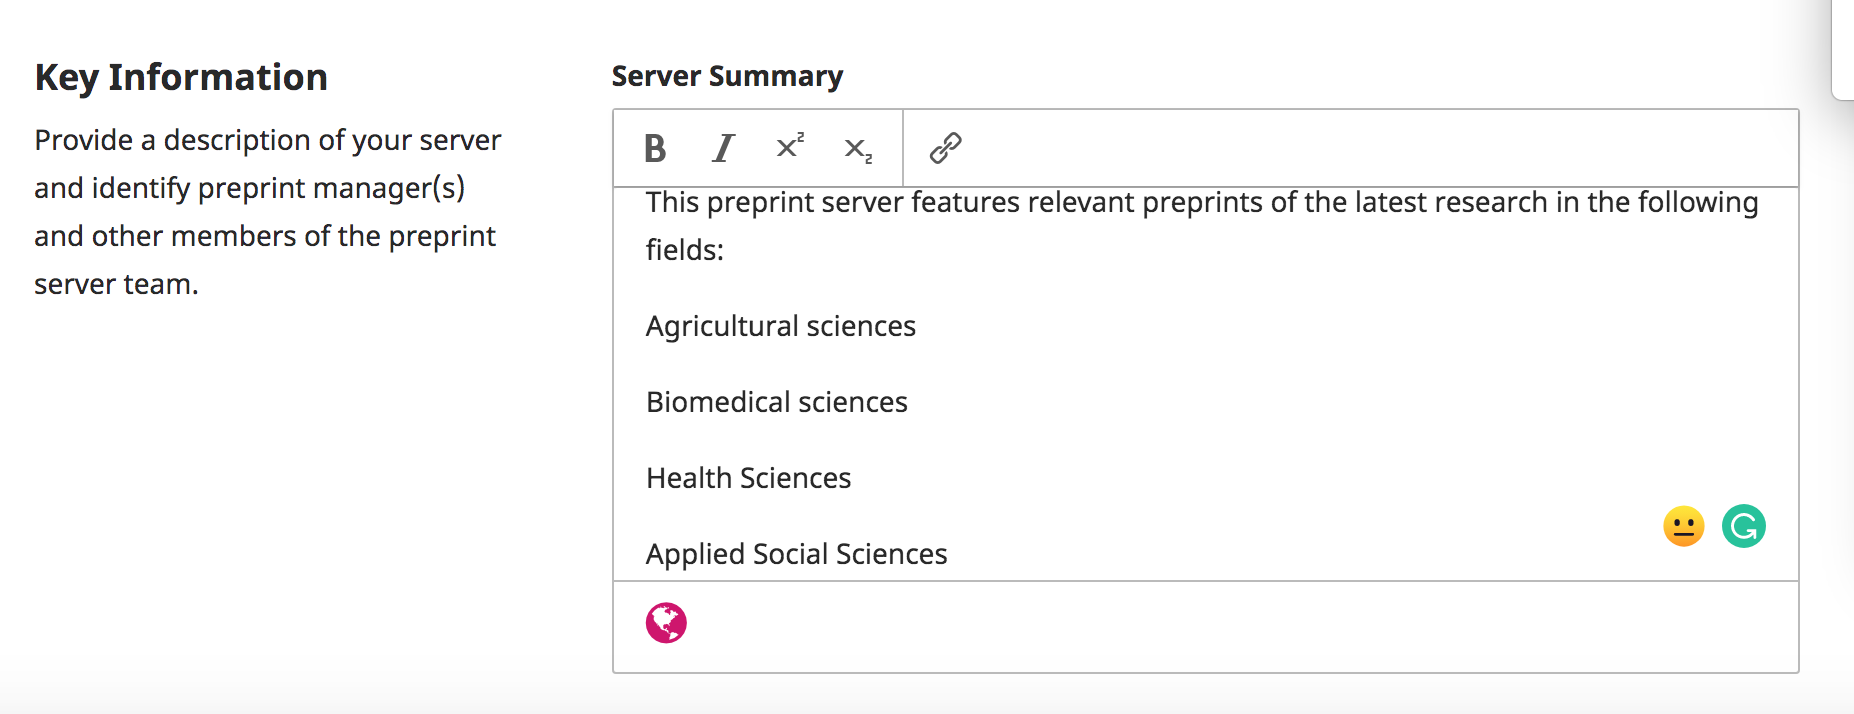 Key Information
Provide a description of your server
and identify preprint manager(s)
and other members of the preprint
server team.
Server Summary
B I x² x₂
This preprint server features relevant preprints of the latest research in the following
fields:
Agricultural sciences
Biomedical sciences
Health Sciences
Applied Social Sciences